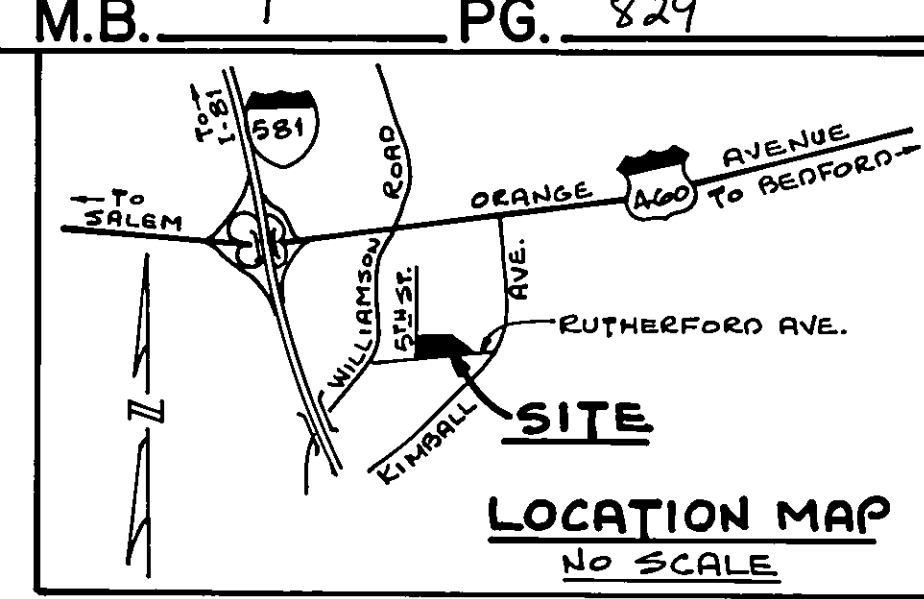 M.B. 1 PG. 829
TO →
I-81
581
ROAD
AVENUE
ORANGE
460
TO BEDFORD →
← TO
SALEM
WILLIAMSON
5TH ST.
AVE.
RUTHERFORD AVE.
N
SITE
KIMBALL
LOCATION MAP
NO SCALE